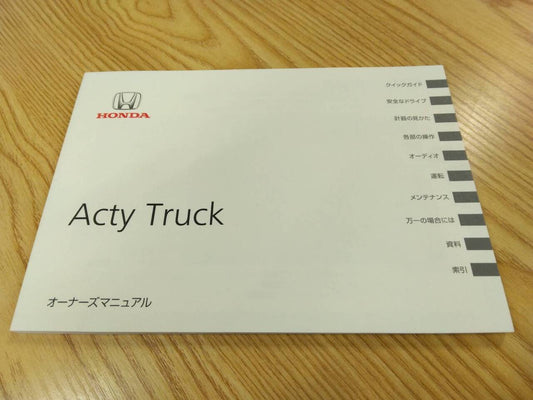 HONDA
Acty Truck
オーナーズマニュアル
クイックガイド
安全なドライブ
計器の見かた
各部の操作
オーディオ
運転
メンテナンス
万一の場合には
資料
索引